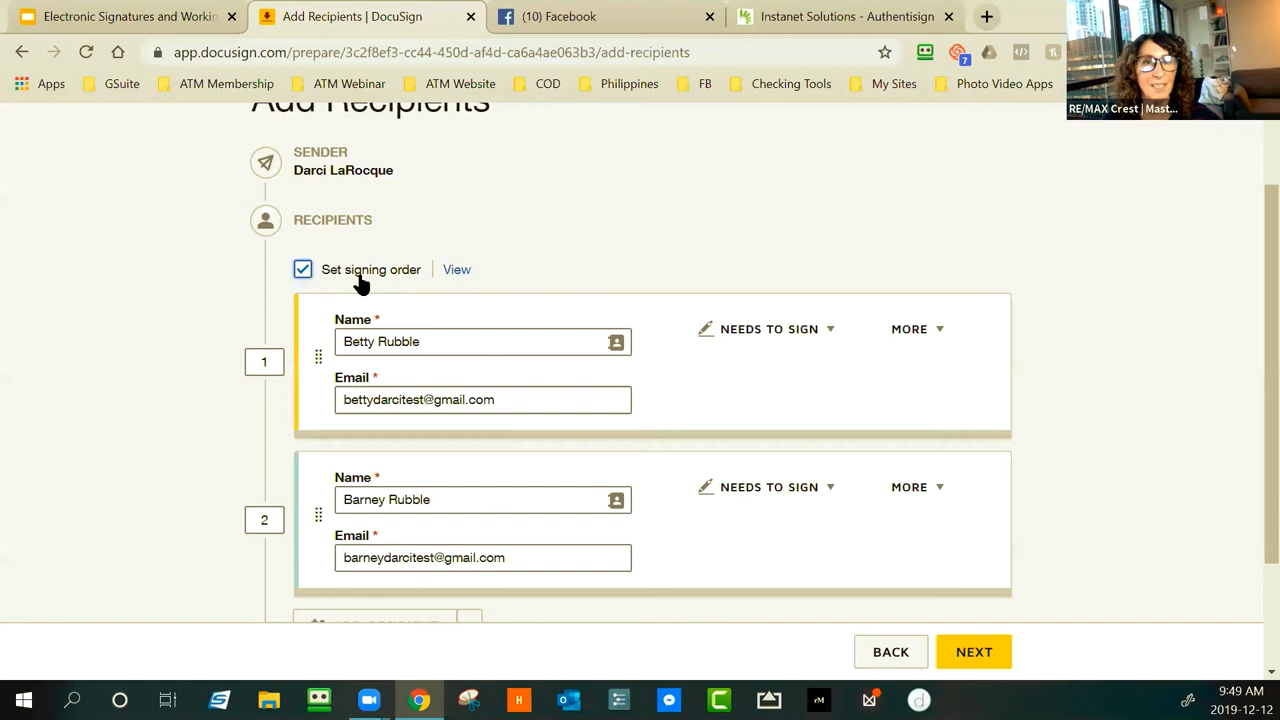 Electronic Signatures and Workin
Add Recipients | DocuSign
(10) Facebook
Instanet Solutions - Authentisign
app.docusign.com/prepare/3c2f8ef3-cc44-450d-af4d-ca6a4ae063b3/add-recipients
7
Apps
GSuite
ATM Membership
ATM Webi
ATM Website
COD
Philippines
FB
Checking Tools
My Sites
Photo Video Apps
RE/MAX Crest | Mast...
Add Recipients
SENDER
Darci LaRocque
RECIPIENTS
Set signing order
View
1
Name *
Betty Rubble
NEEDS TO SIGN
MORE
Email *
bettydarcitest@gmail.com
2
Name *
Barney Rubble
NEEDS TO SIGN
MORE
Email *
barneydarcitest@gmail.com
BACK
NEXT
9:49 AM
2019-12-12